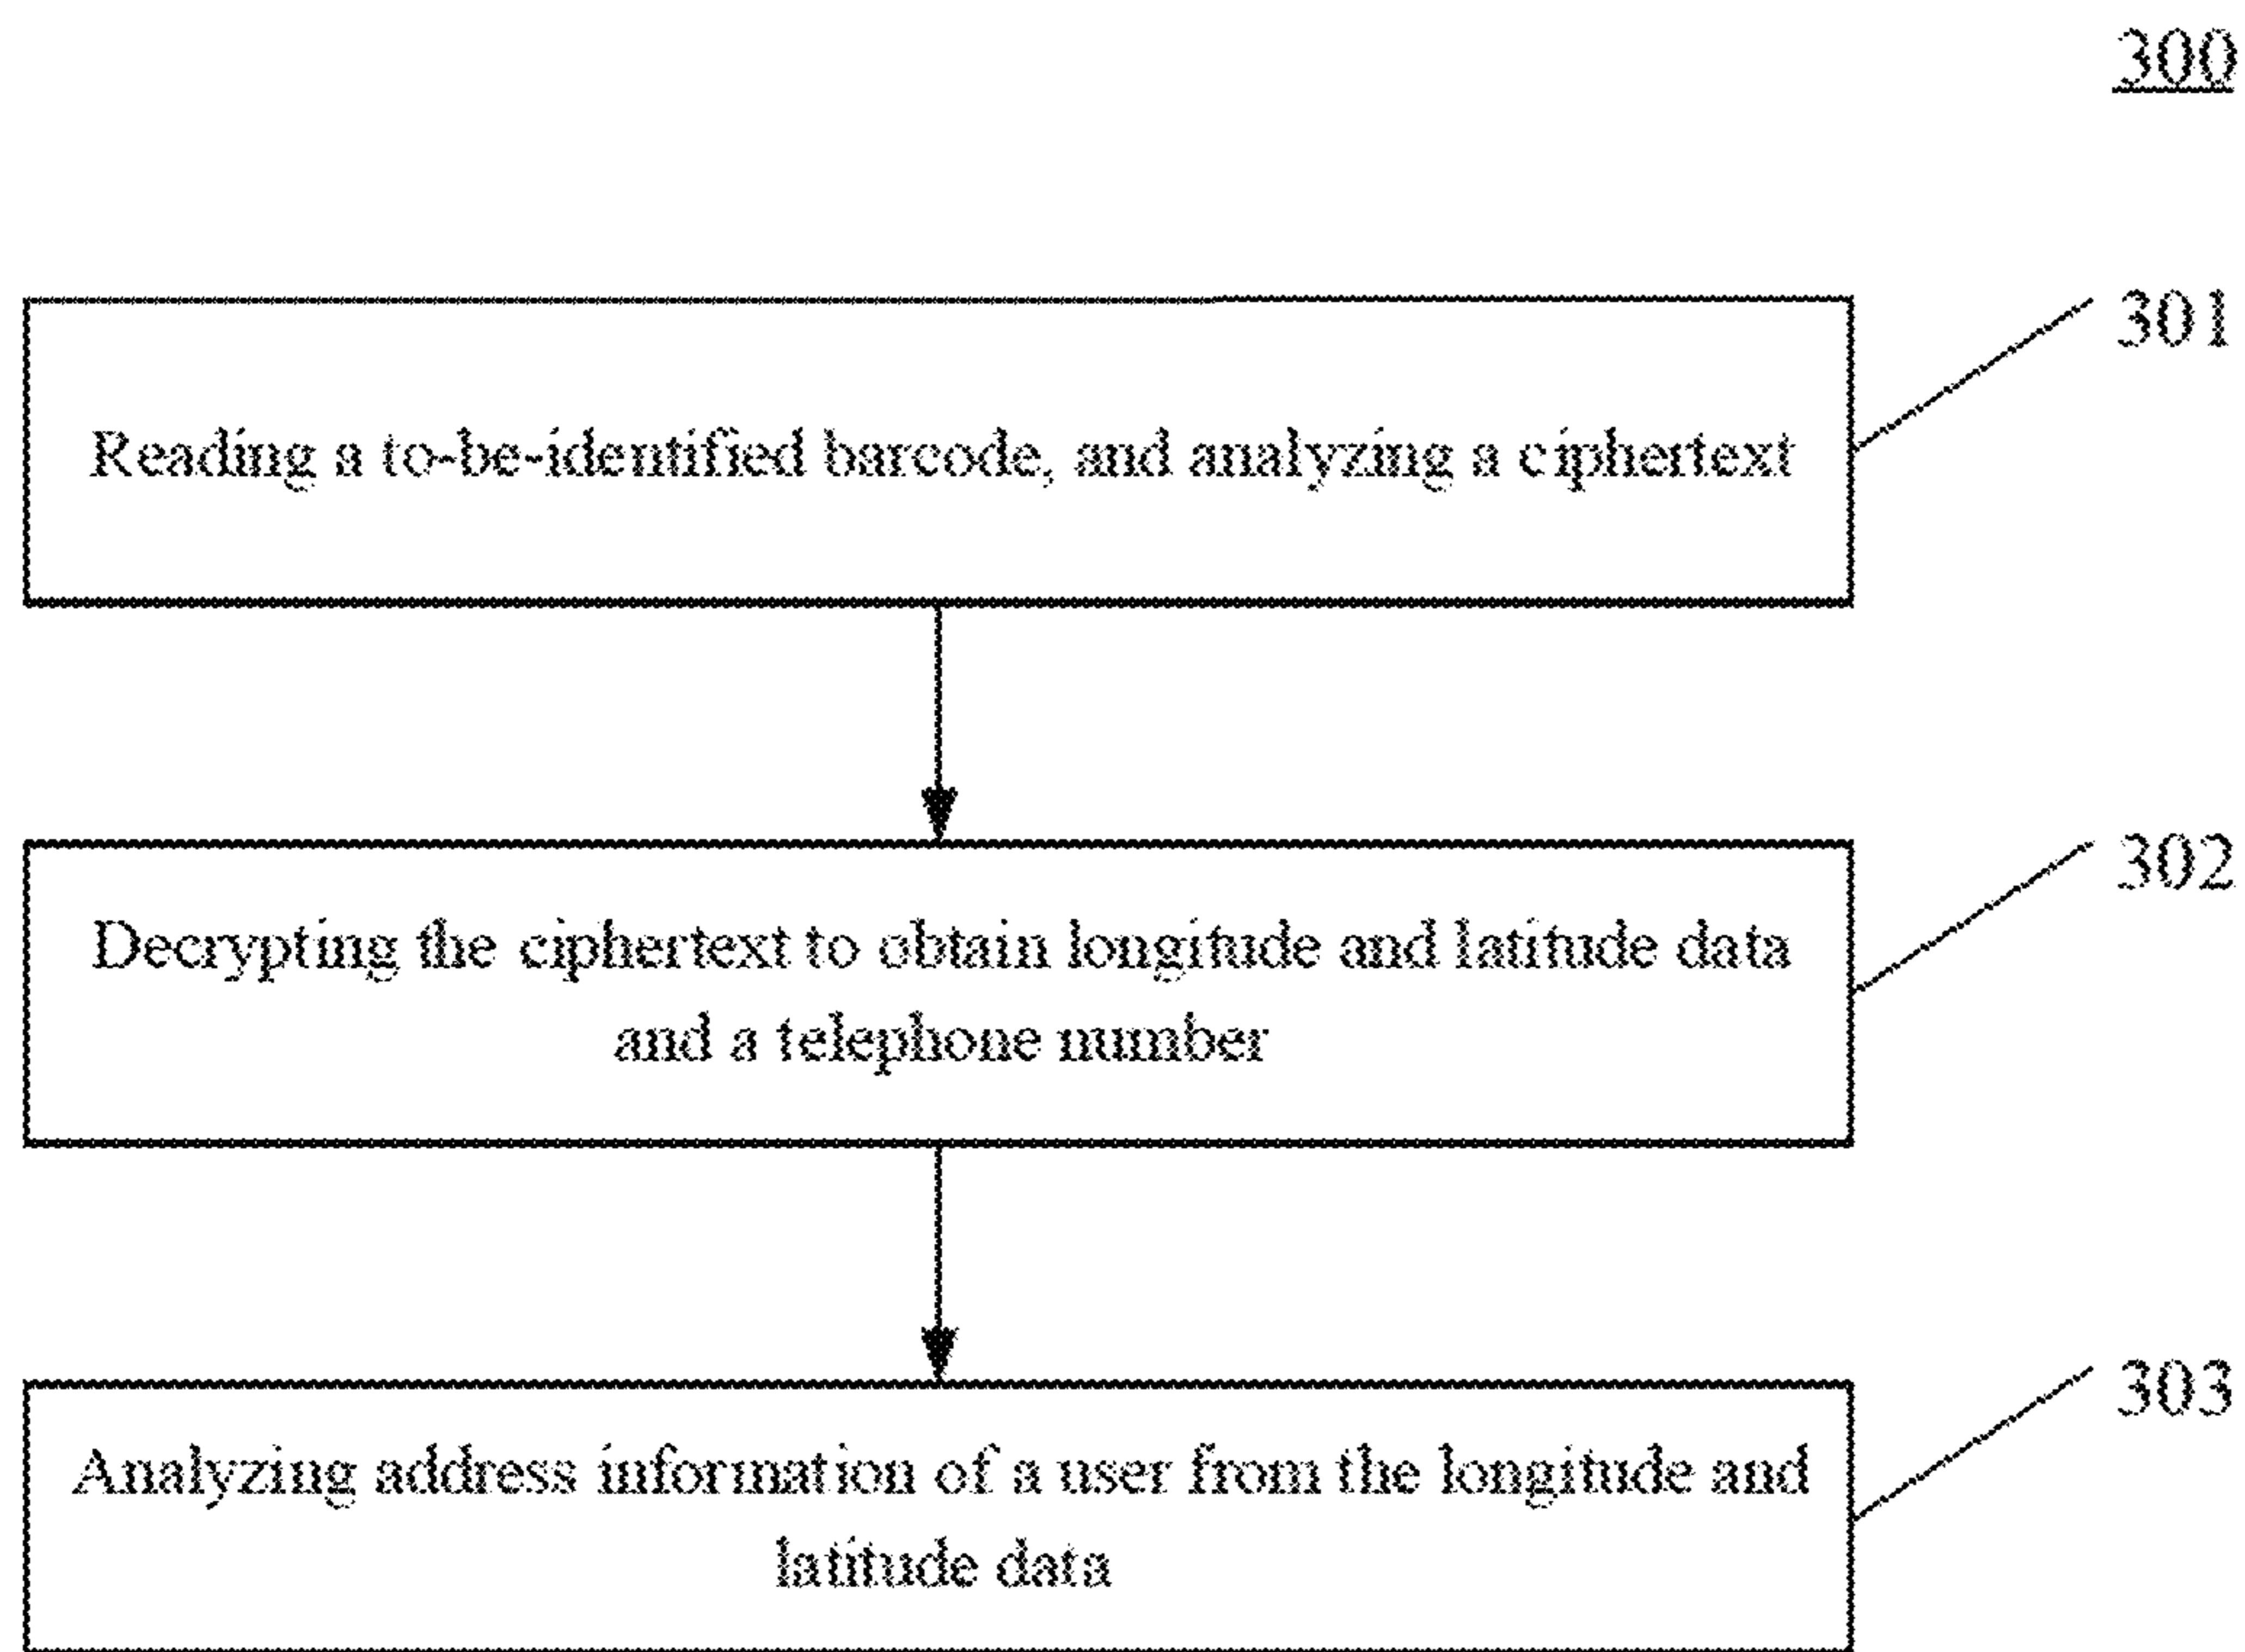 300
301
Reading a to-be-identified barcode, and analyzing a ciphertext
302
Decrypting the ciphertext to obtain longitude and latitude data
and a telephone number
303
Analyzing address information of a user from the longitude and
latitude data